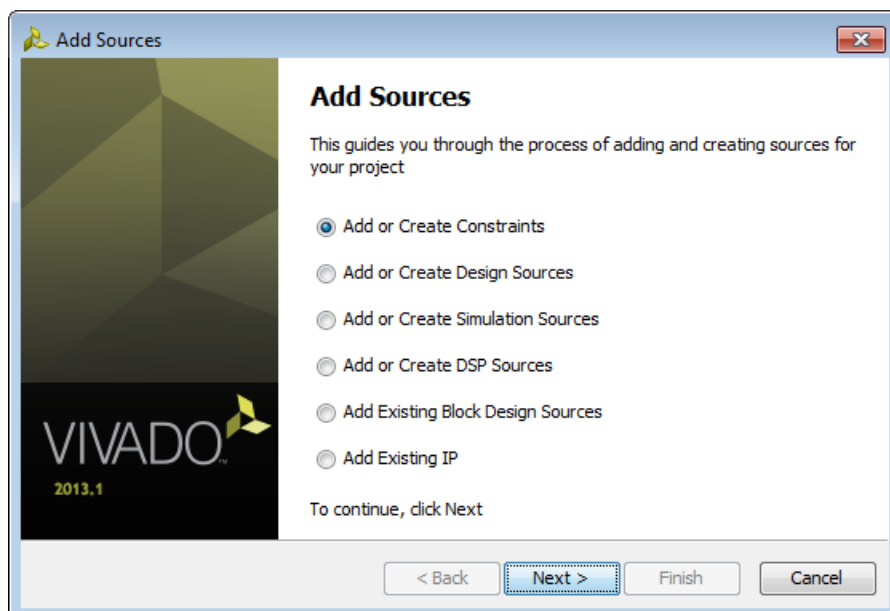 Add Sources
Add Sources
This guides you through the process of adding and creating sources for
your project
Add or Create Constraints
Add or Create Design Sources
Add or Create Simulation Sources
Add or Create DSP Sources
Add Existing Block Design Sources
Add Existing IP
VIVADO™
2013.1
To continue, click Next
< Back
Next >
Finish
Cancel